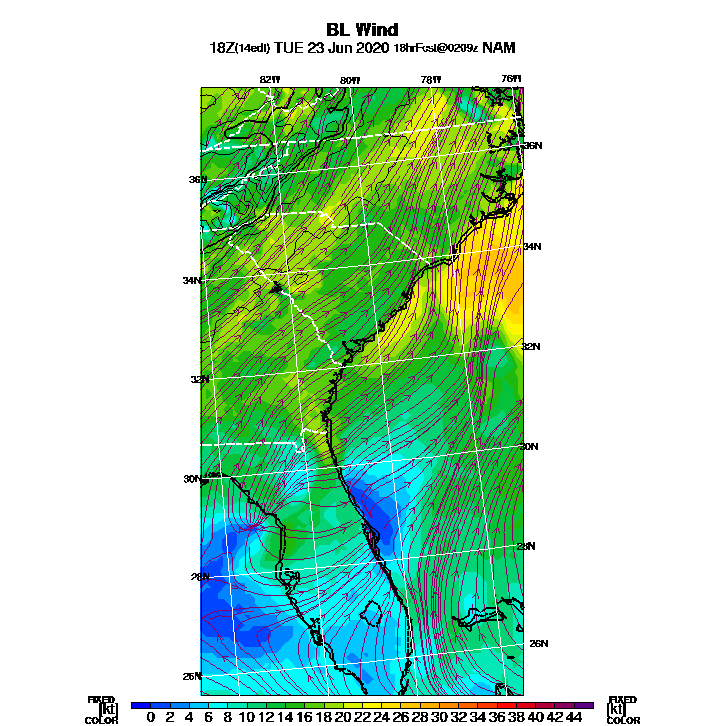 BL Wind
18Z(14edt) TUE 23 Jun 2020 18hrFcst@0209z NAM
82W 80W 78W 76W
36N
36N
34N
34N
32N
32N
30N
30N
28N
28N
26N
26N
FIXED FIXED
[kt] 0 2 4 6 8 10 12 14 16 18 20 22 24 26 28 30 32 34 36 38 40 42 44 [kt]
COLOR COLOR